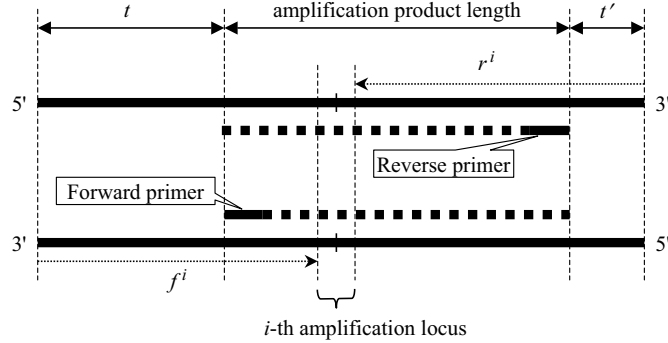 t
amplification product length
t′
r^i
5'
3'
Reverse primer
Forward primer
3'
5'
f^i
i-th amplification locus